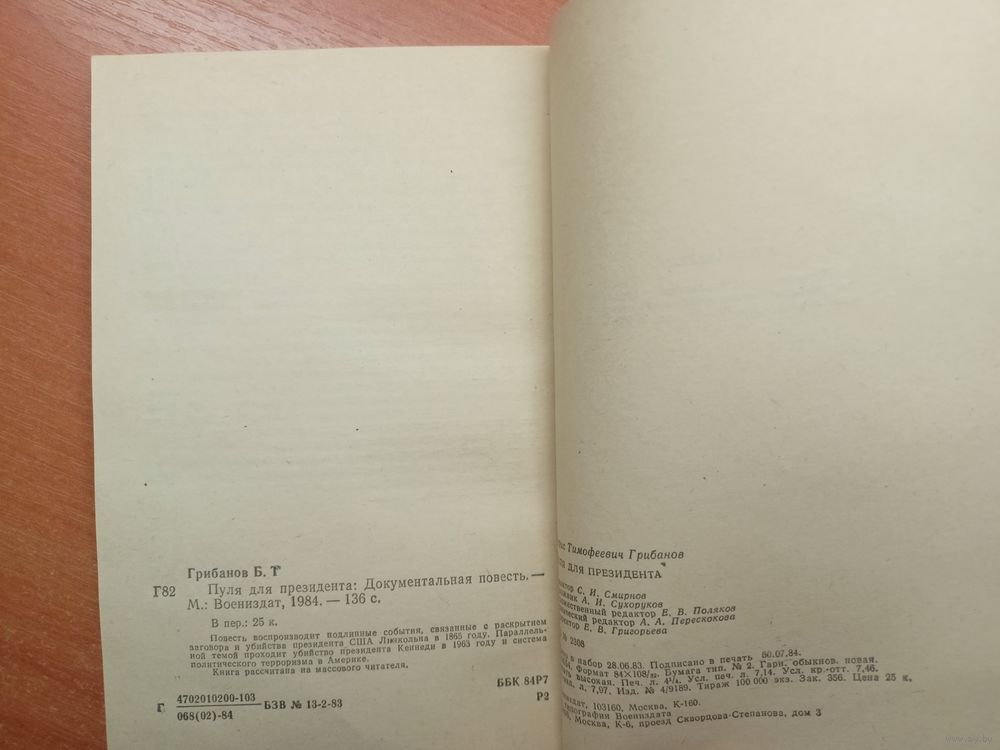 Грибанов Б. Т
Г82 Пуля для президента: Документальная повесть. —
М.: Воениздат, 1984. — 136 с.
В пер.: 25 к.
Повесть воспроизводит подлинные события, связанные с раскрытием
заговора и убийства президента США Линкольна в 1865 году. Параллель-
ной темой проходит убийство президента Кеннеди в 1963 году и система
политического терроризма в Америке.
Книга рассчитана на массового читателя.
Г 4702010200-103
068(02)-84
БЗВ № 13-2-83
ББК 84Р7
Р2
Тимофеевич Грибанов
ДЛЯ ПРЕЗИДЕНТА
С. И. Смирнов
А. И. Сухоруков
редактор Е. В. Поляков
редактор А. А. Перескокова
Е. В. Григорьева
№ 2308
в набор 28.06.83. Подписано в печать 60.07.84.
Формат 84×108/32. Бумага тип. № 2. Гарн. обыкнов. новая.
высокая. Печ. л. 4¼. Усл. печ. л. 7,14. Усл. кр.-отт. 7,46.
л. 7,07. Изд. № 4/9189. Тираж 100 000 экз. Зак. 356. Цена 25 к.
103160, Москва, К-160.
типография Воениздата
Москва, К-6, проезд Скворцова-Степанова, дом 3